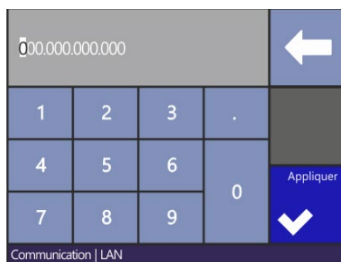 000.000.000.000
1 2 3 .
4 5 6
0
Appliquer
7 8 9
Communication | LAN